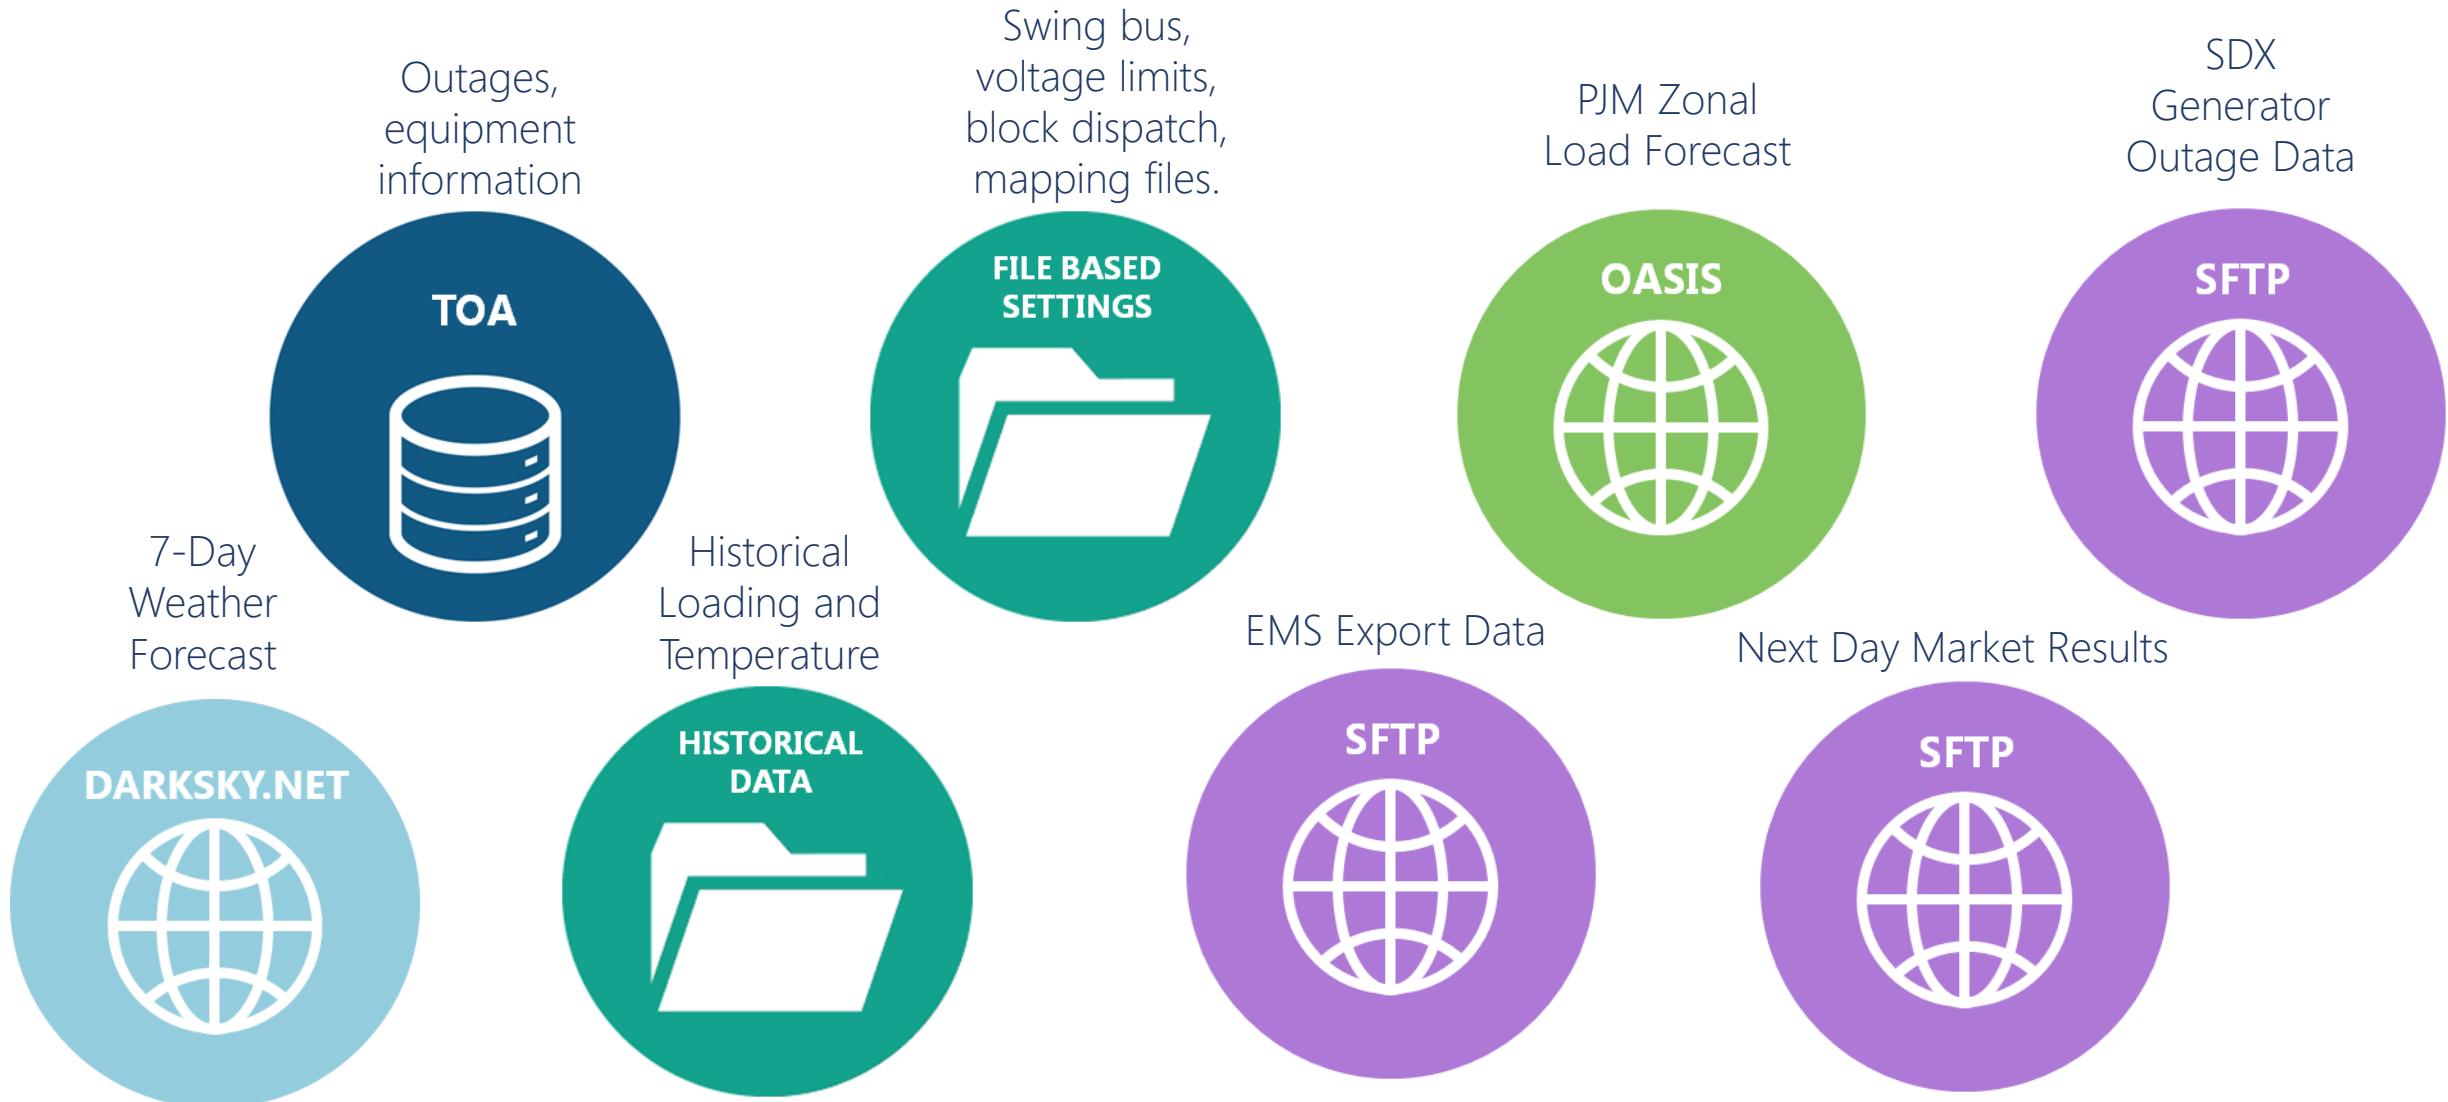 Outages,
equipment
information
TOA
Swing bus,
voltage limits,
block dispatch,
mapping files.
FILE BASED
SETTINGS
PJM Zonal
Load Forecast
OASIS
SDX
Generator
Outage Data
SFTP
7-Day
Weather
Forecast
DARKSKY.NET
Historical
Loading and
Temperature
HISTORICAL
DATA
EMS Export Data
SFTP
Next Day Market Results
SFTP